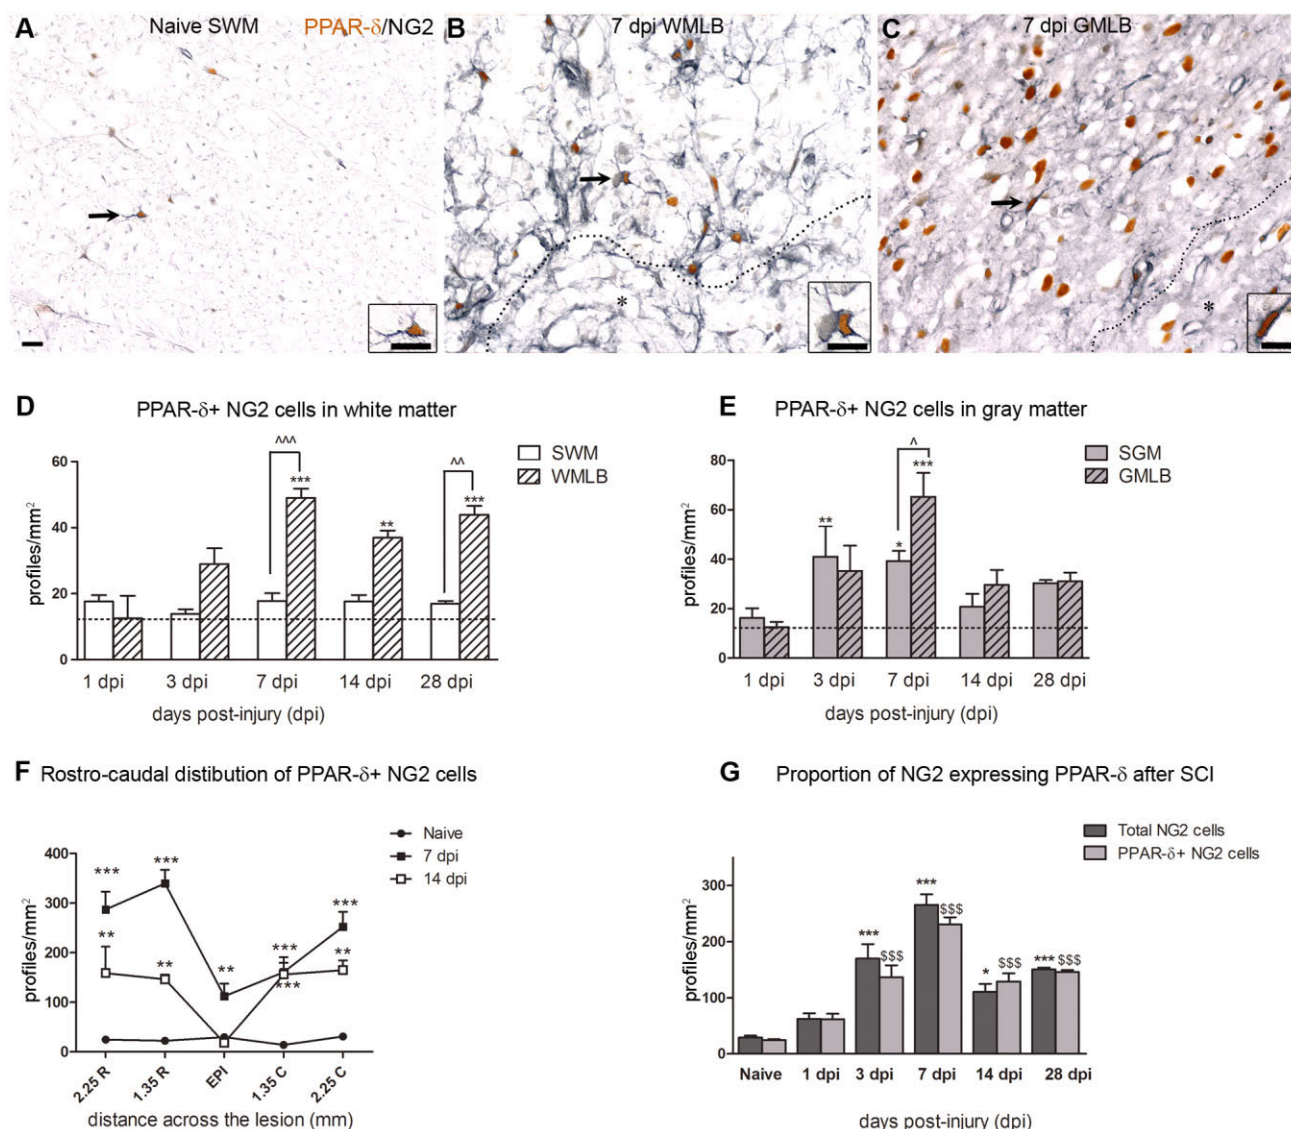 A Naive SWM PPAR-δ/NG2
B 7 dpi WMLB
*
C 7 dpi GMLB
*
D PPAR-δ+ NG2 cells in white matter
SWM
WMLB
profiles/mm2
60
40
20
0
^^^
***
**
^^
***
1 dpi 3 dpi 7 dpi 14 dpi 28 dpi
days post-injury (dpi)
E PPAR-δ+ NG2 cells in gray matter
SGM
GMLB
profiles/mm2
80
60
40
20
0
**
*
^
***
1 dpi 3 dpi 7 dpi 14 dpi 28 dpi
days post-injury (dpi)
F Rostro-caudal distibution of PPAR-δ+ NG2 cells
Naive
7 dpi
14 dpi
profiles/mm2
400
300
200
100
0
*** *** ** *** ***
** ** *** **
2.25 R 1.35 R EPI 1.35 C 2.25 C
distance across the lesion (mm)
G Proportion of NG2 expressing PPAR-δ after SCI
Total NG2 cells
PPAR-δ+ NG2 cells
profiles/mm2
300
200
100
0
*** $$$ *** $$$ * $$$ *** $$$
Naive 1 dpi 3 dpi 7 dpi 14 dpi 28 dpi
days post-injury (dpi)